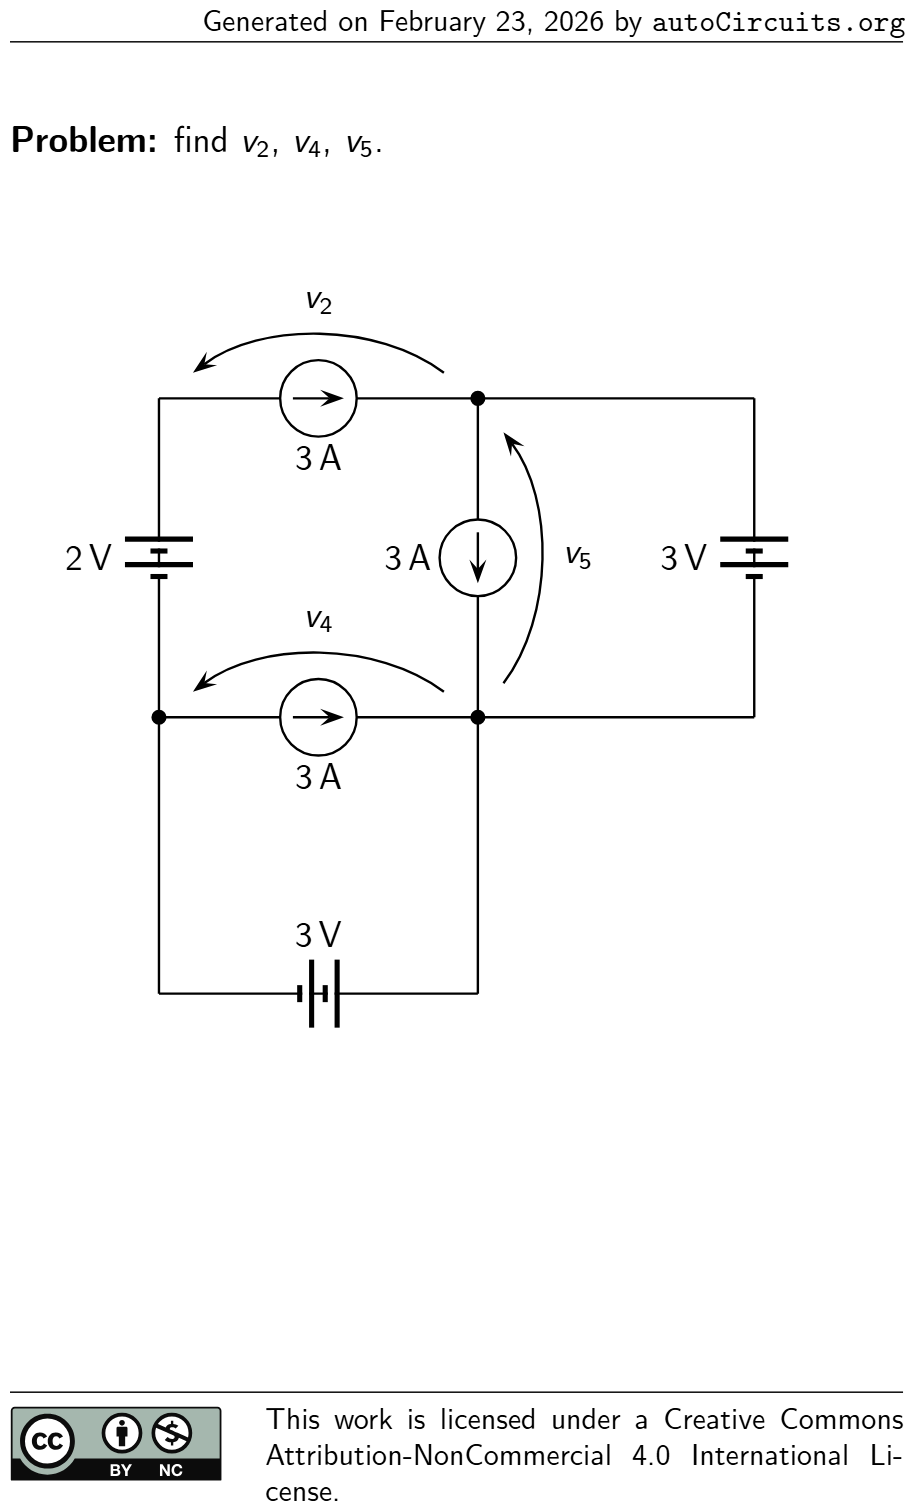 Generated on February 23, 2026 by autoCircuits.org
Problem: find v2, v4, v5.
v2
3 A
2 V
3 A
v5
3 V
v4
3 A
3 V
This work is licensed under a Creative Commons
Attribution-NonCommercial 4.0 International Li-
cense.
cc
BY NC